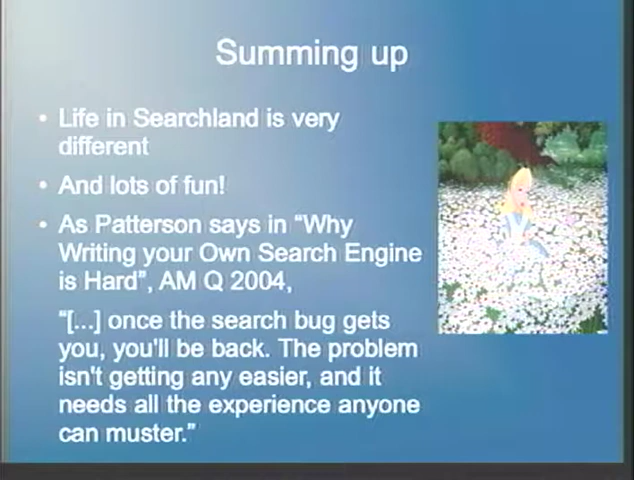 Summing up
• Life in Searchland is very
different
• And lots of fun!
• As Patterson says in “Why
Writing your Own Search Engine
is Hard”, AM Q 2004,
“[...] once the search bug gets
you, you'll be back. The problem
isn't getting any easier, and it
needs all the experience anyone
can muster.”